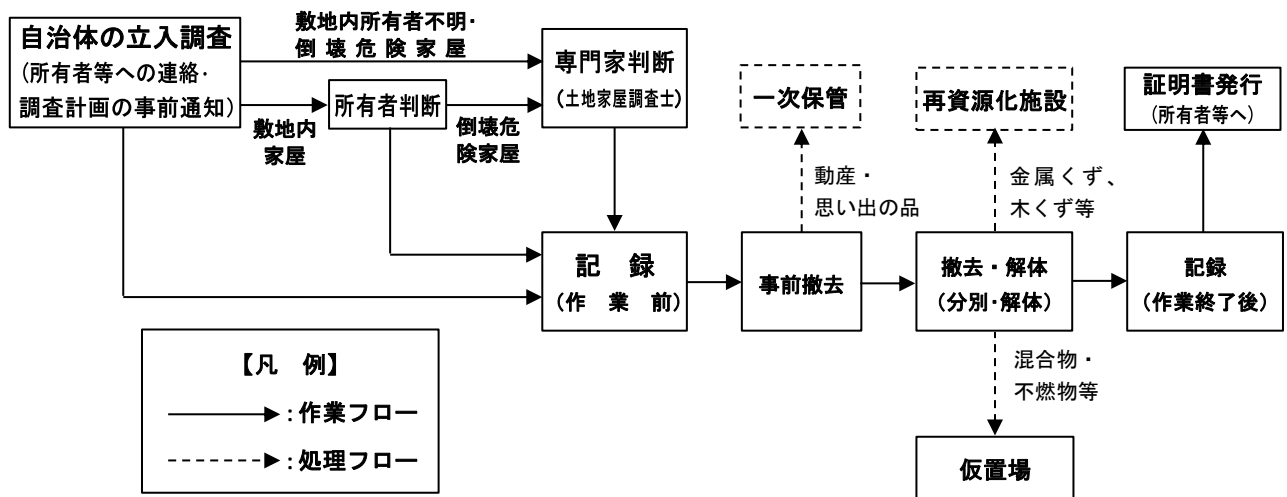 自治体の立入調査
(所有者等への連絡・
調査計画の事前通知)
敷地内所有者不明・
倒壊危険家屋
敷地内
家屋
所有者判断
倒壊危
険家屋
専門家判断
(土地家屋調査士)
一次保管
再資源化施設
証明書発行
(所有者等へ)
動産・
思い出の品
金属くず、
木くず等
記 録
(作 業 前)
事前撤去
撤去・解体
(分別・解体)
記録
(作業終了後)
混合物・
不燃物等
仮置場
【凡 例】
:作業フロー
:処理フロー